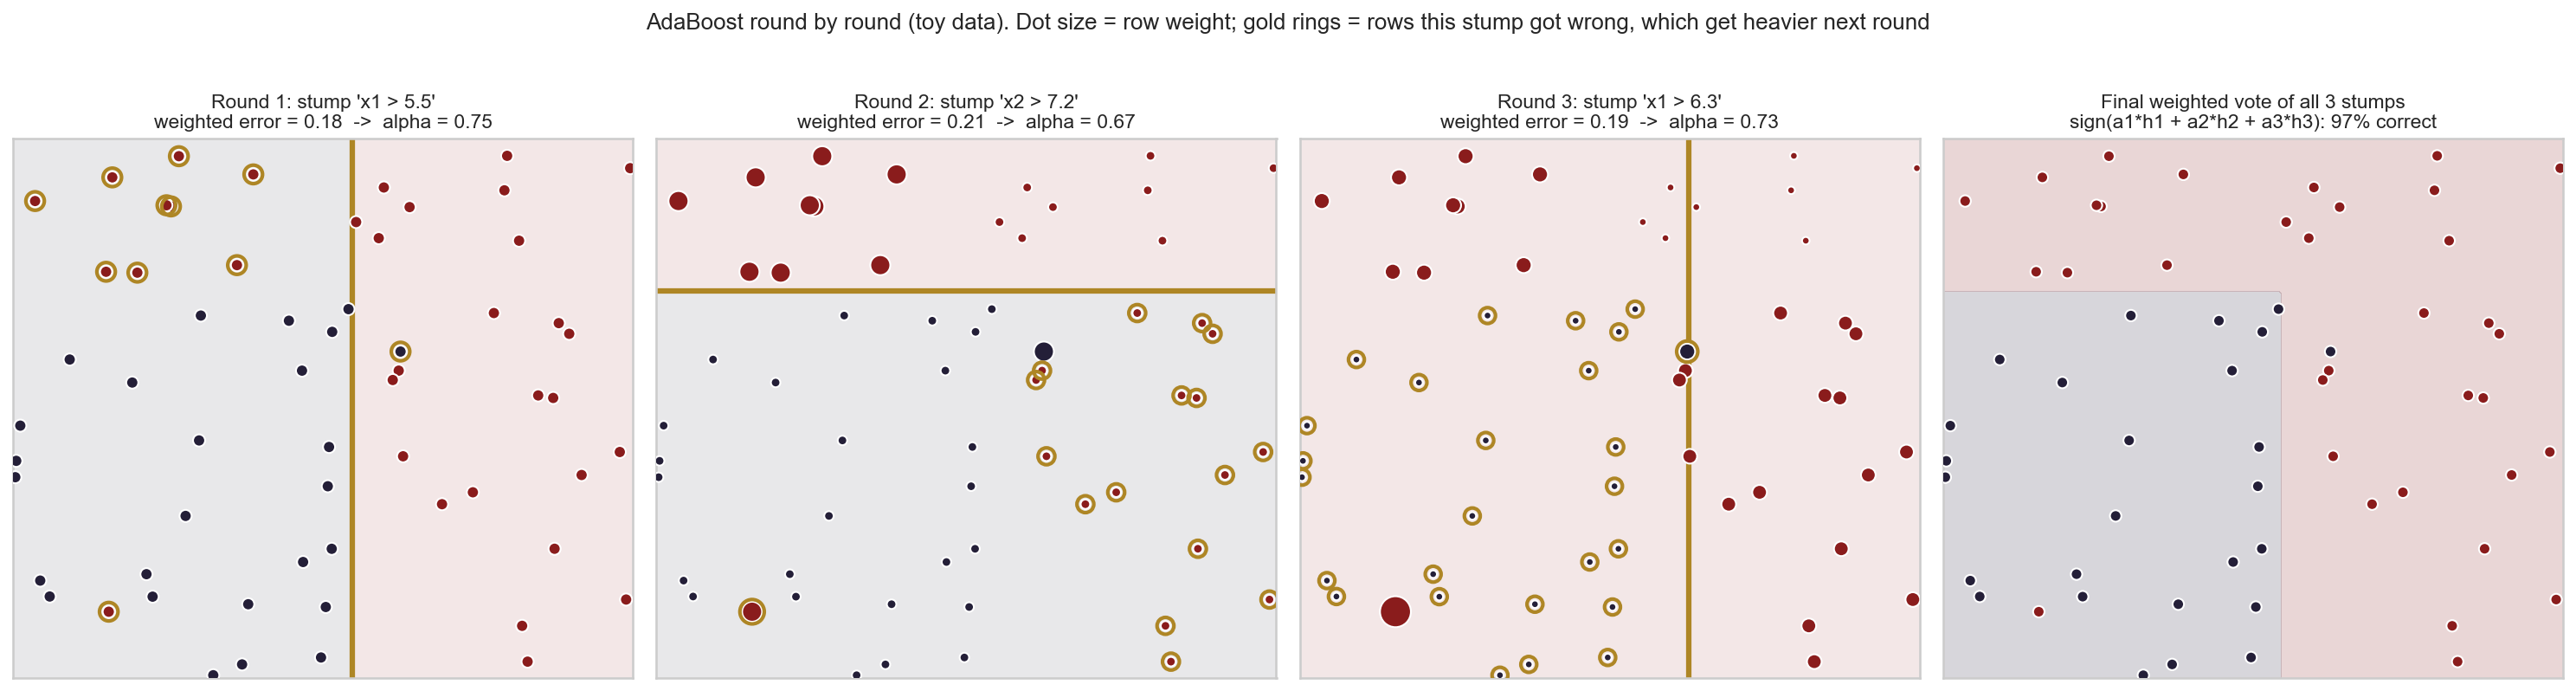 AdaBoost round by round (toy data). Dot size = row weight; gold rings = rows this stump got wrong, which get heavier next round
Round 1: stump 'x1 > 5.5'
weighted error = 0.18 -> alpha = 0.75
Round 2: stump 'x2 > 7.2'
weighted error = 0.21 -> alpha = 0.67
Round 3: stump 'x1 > 6.3'
weighted error = 0.19 -> alpha = 0.73
Final weighted vote of all 3 stumps
sign(a1*h1 + a2*h2 + a3*h3): 97% correct